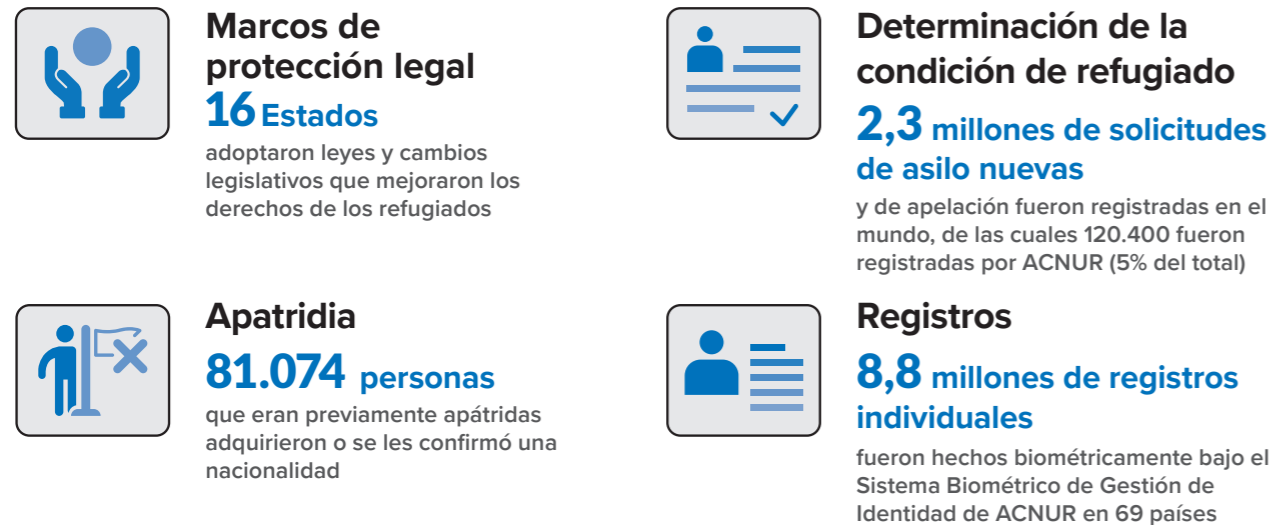 Marcos de
protección legal
16 Estados
adoptaron leyes y cambios
legislativos que mejoraron los
derechos de los refugiados
Determinación de la
condición de refugiado
2,3 millones de solicitudes
de asilo nuevas
y de apelación fueron registradas en el
mundo, de las cuales 120.400 fueron
registradas por ACNUR (5% del total)
Apatridia
81.074 personas
que eran previamente apátridas
adquirieron o se les confirmó una
nacionalidad
Registros
8,8 millones de registros
individuales
fueron hechos biométricamente bajo el
Sistema Biométrico de Gestión de
Identidad de ACNUR en 69 países